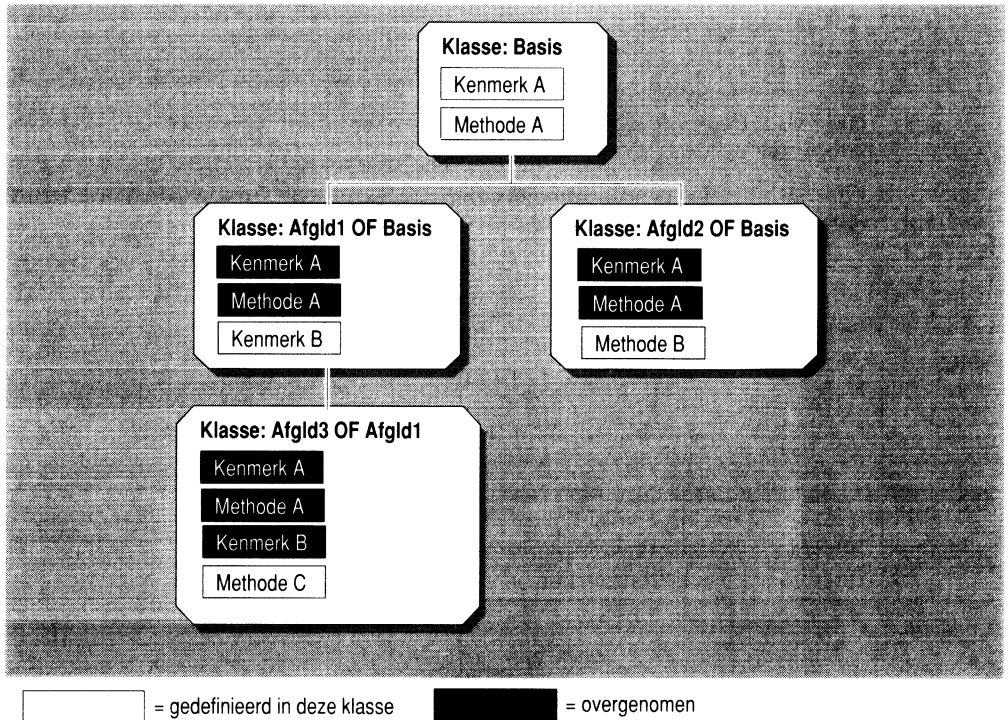 Klasse: Basis
Kenmerk A
Methode A
Klasse: Afgld1 OF Basis
Kenmerk A
Methode A
Kenmerk B
Klasse: Afgld2 OF Basis
Kenmerk A
Methode A
Methode B
Klasse: Afgld3 OF Afgld1
Kenmerk A
Methode A
Kenmerk B
Methode C
= gedefinieerd in deze klasse
= overgenomen